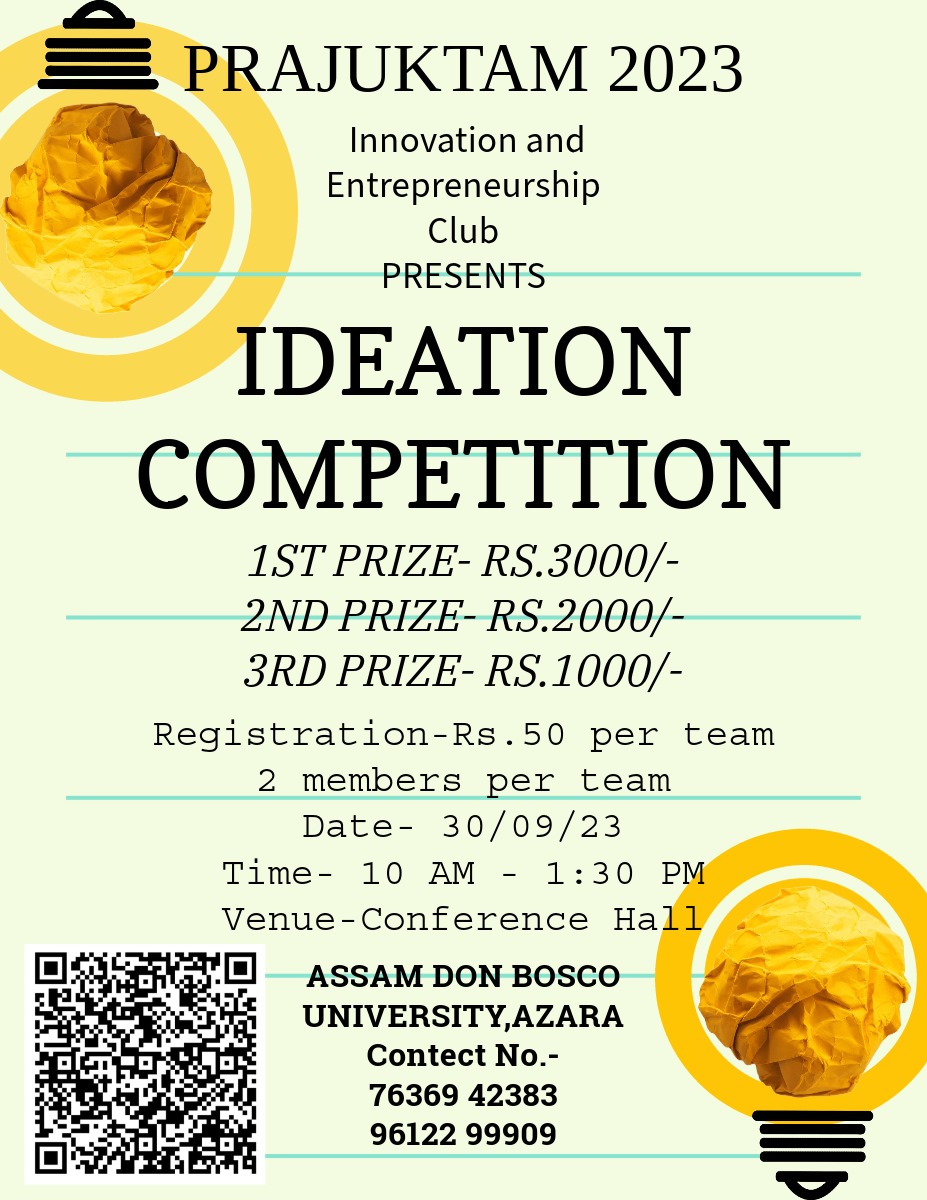 PRAJUKTAM 2023
Innovation and
Entrepreneurship
Club
PRESENTS
IDEATION
COMPETITION
1ST PRIZE- RS.3000/-
2ND PRIZE- RS.2000/-
3RD PRIZE- RS.1000/-
Registration-Rs.50 per team
2 members per team
Date- 30/09/23
Time- 10 AM - 1:30 PM
Venue-Conference Hall
ASSAM DON BOSCO
UNIVERSITY,AZARA
Contect No.-
76369 42383
96122 99909